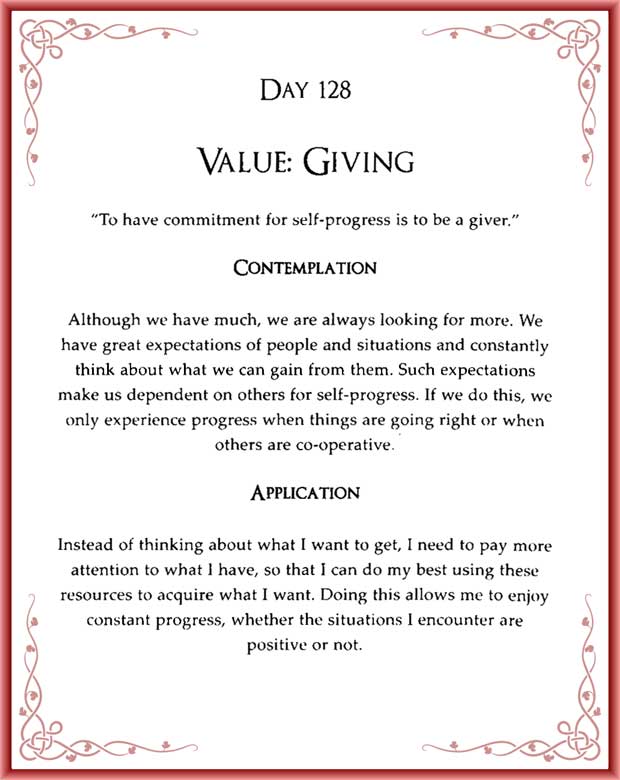 DAY 128
VALUE: GIVING
"To have commitment for self-progress is to be a giver."
CONTEMPLATION
Although we have much, we are always looking for more. We
have great expectations of people and situations and constantly
think about what we can gain from them. Such expectations
make us dependent on others for self-progress. If we do this, we
only experience progress when things are going right or when
others are co-operative.
APPLICATION
Instead of thinking about what I want to get, I need to pay more
attention to what I have, so that I can do my best using these
resources to acquire what I want. Doing this allows me to enjoy
constant progress, whether the situations I encounter are
positive or not.